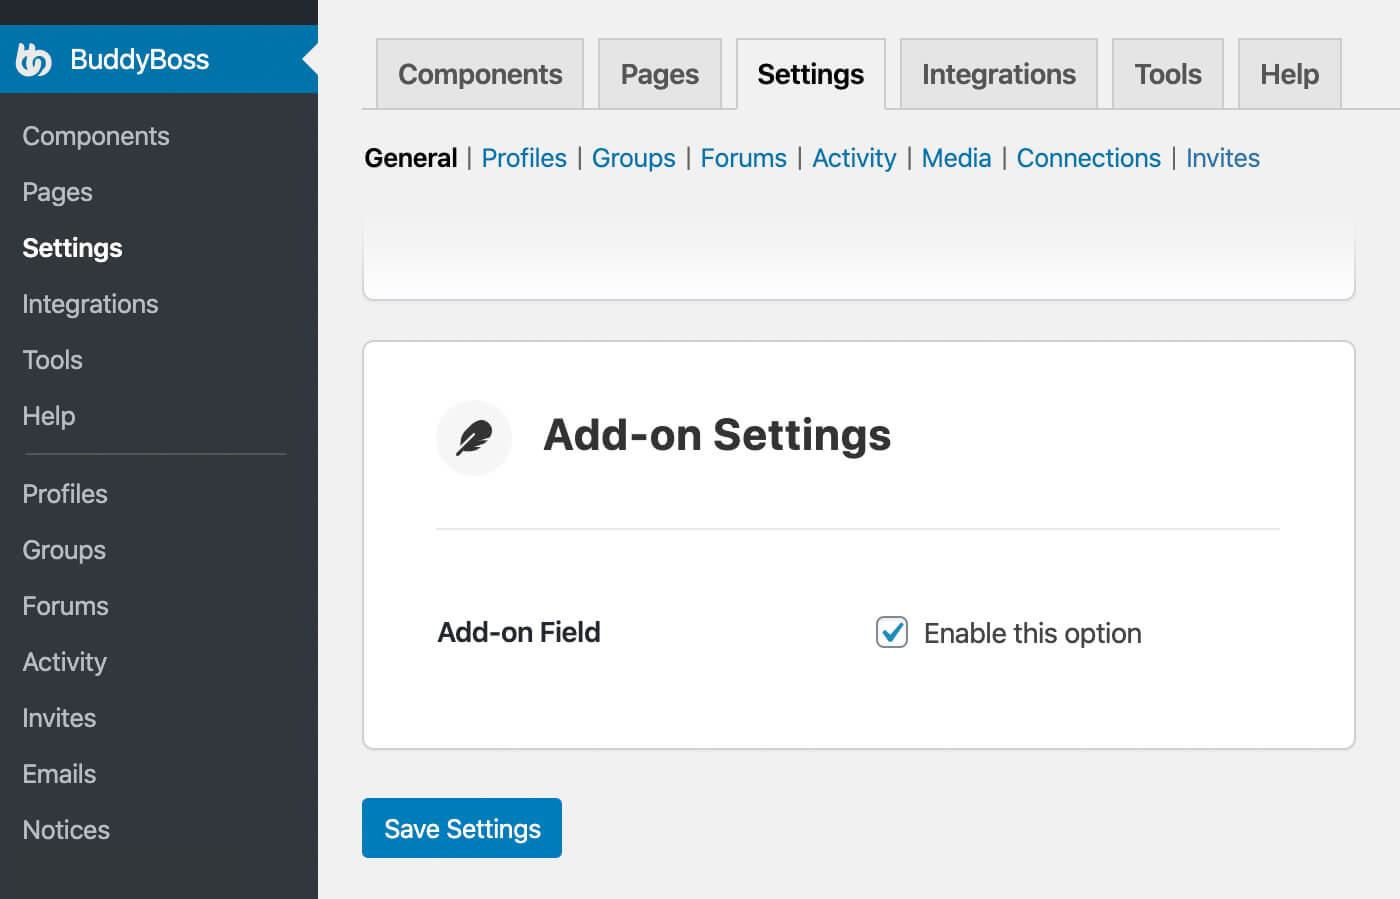 BuddyBoss
Components
Pages
Settings
Integrations
Tools
Help
Profiles
Groups
Forums
Activity
Invites
Emails
Notices
Components Pages Settings Integrations Tools Help
General | Profiles | Groups | Forums | Activity | Media | Connections | Invites
Add-on Settings
Add-on Field Enable this option
Save Settings